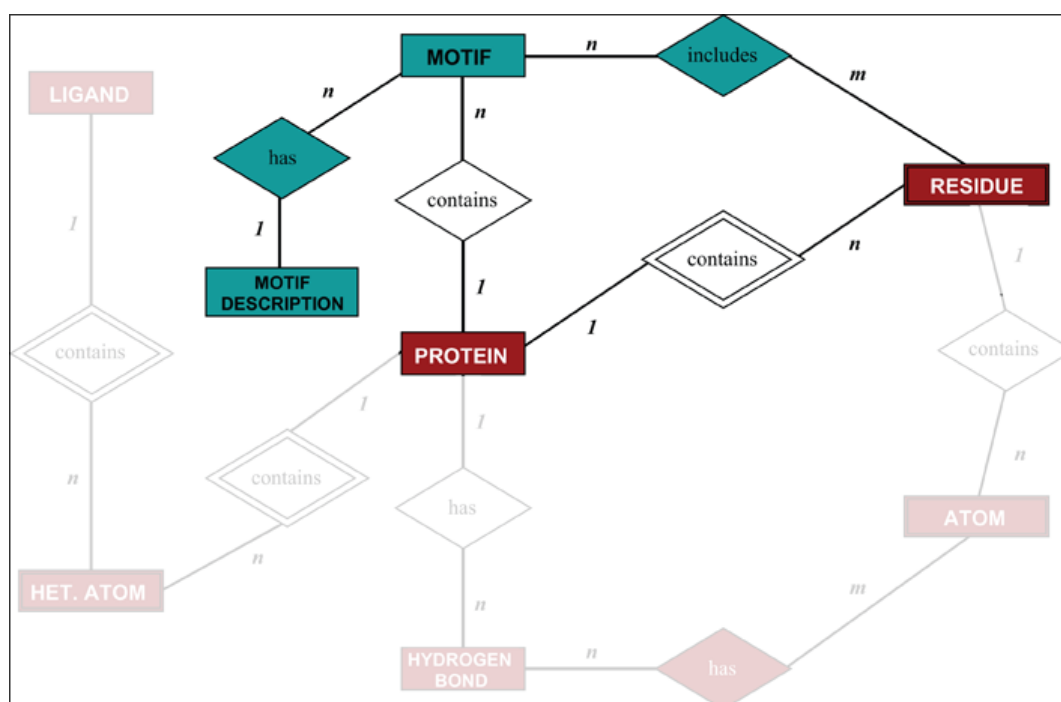 MOTIF
n
includes
m
LIGAND
n
n
has
contains
RESIDUE
1
1
contains
n
1
MOTIF
DESCRIPTION
1
1
contains
PROTEIN
contains
1
1
n
n
contains
has
ATOM
n
HET. ATOM
n
m
HYDROGEN
BOND
n
has